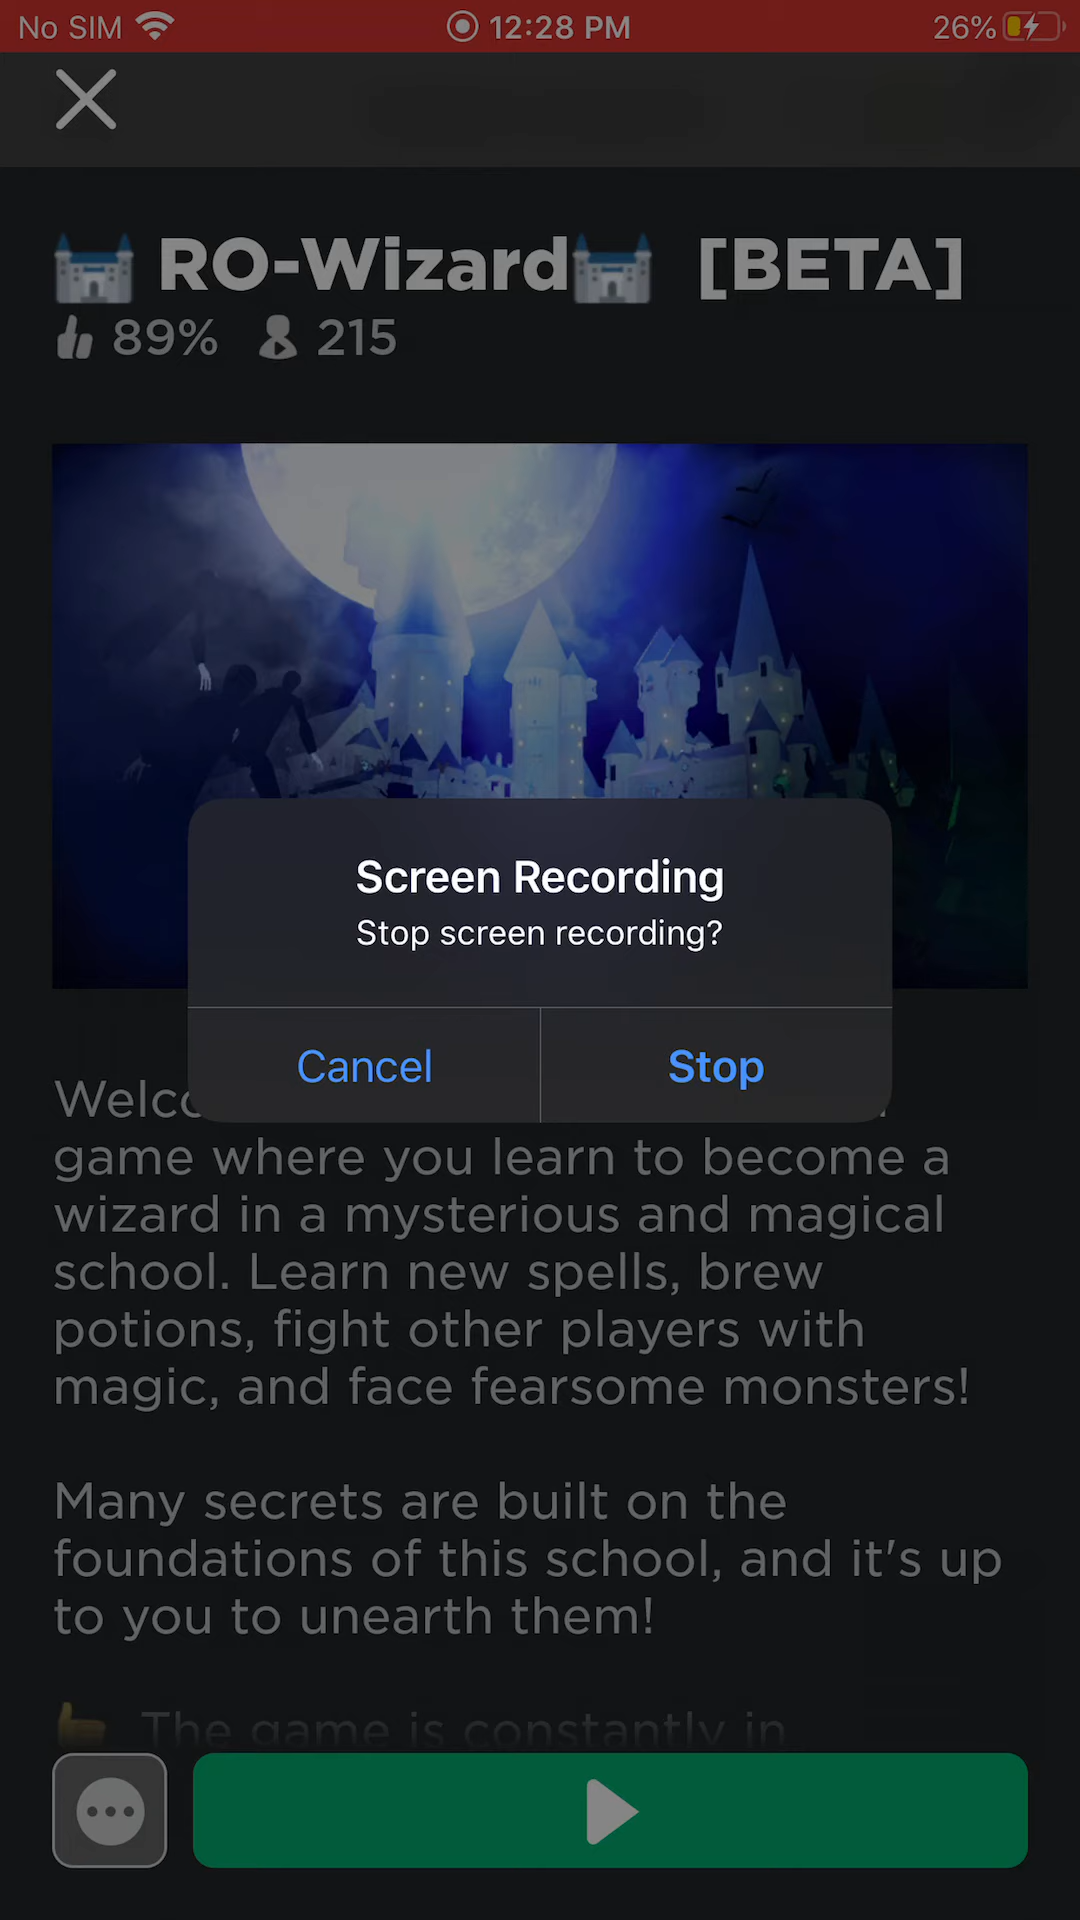 No SIM 12:28 PM 26%
RO-Wizard [BETA]
89% 215
Screen Recording
Stop screen recording?
Cancel Stop
game where you learn to become a
wizard in a mysterious and magical
school. Learn new spells, brew
potions, fight other players with
magic, and face fearsome monsters!
Many secrets are built on the
foundations of this school, and it's up
to you to unearth them!
The game is constantly in